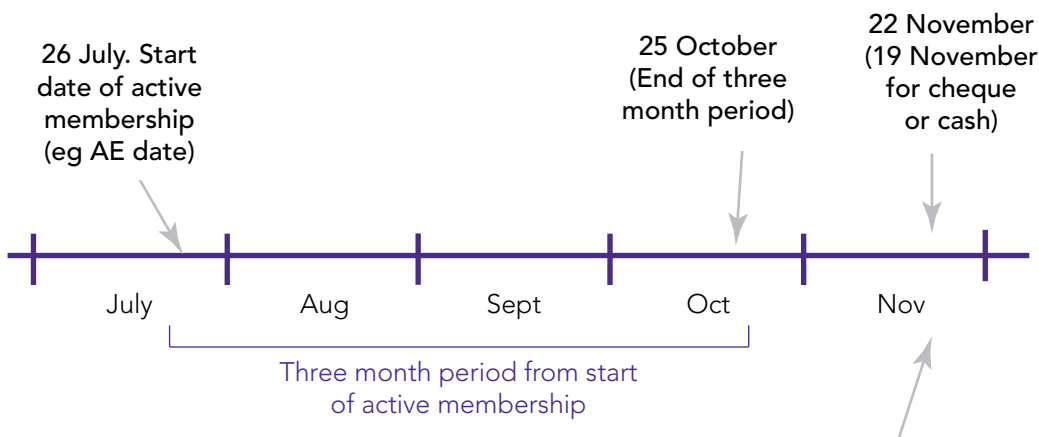 26 July. Start
date of active
membership
(eg AE date)
25 October
(End of three
month period)
22 November
(19 November
for cheque
or cash)
July
Aug
Sept
Oct
Nov
Three month period from start
of active membership